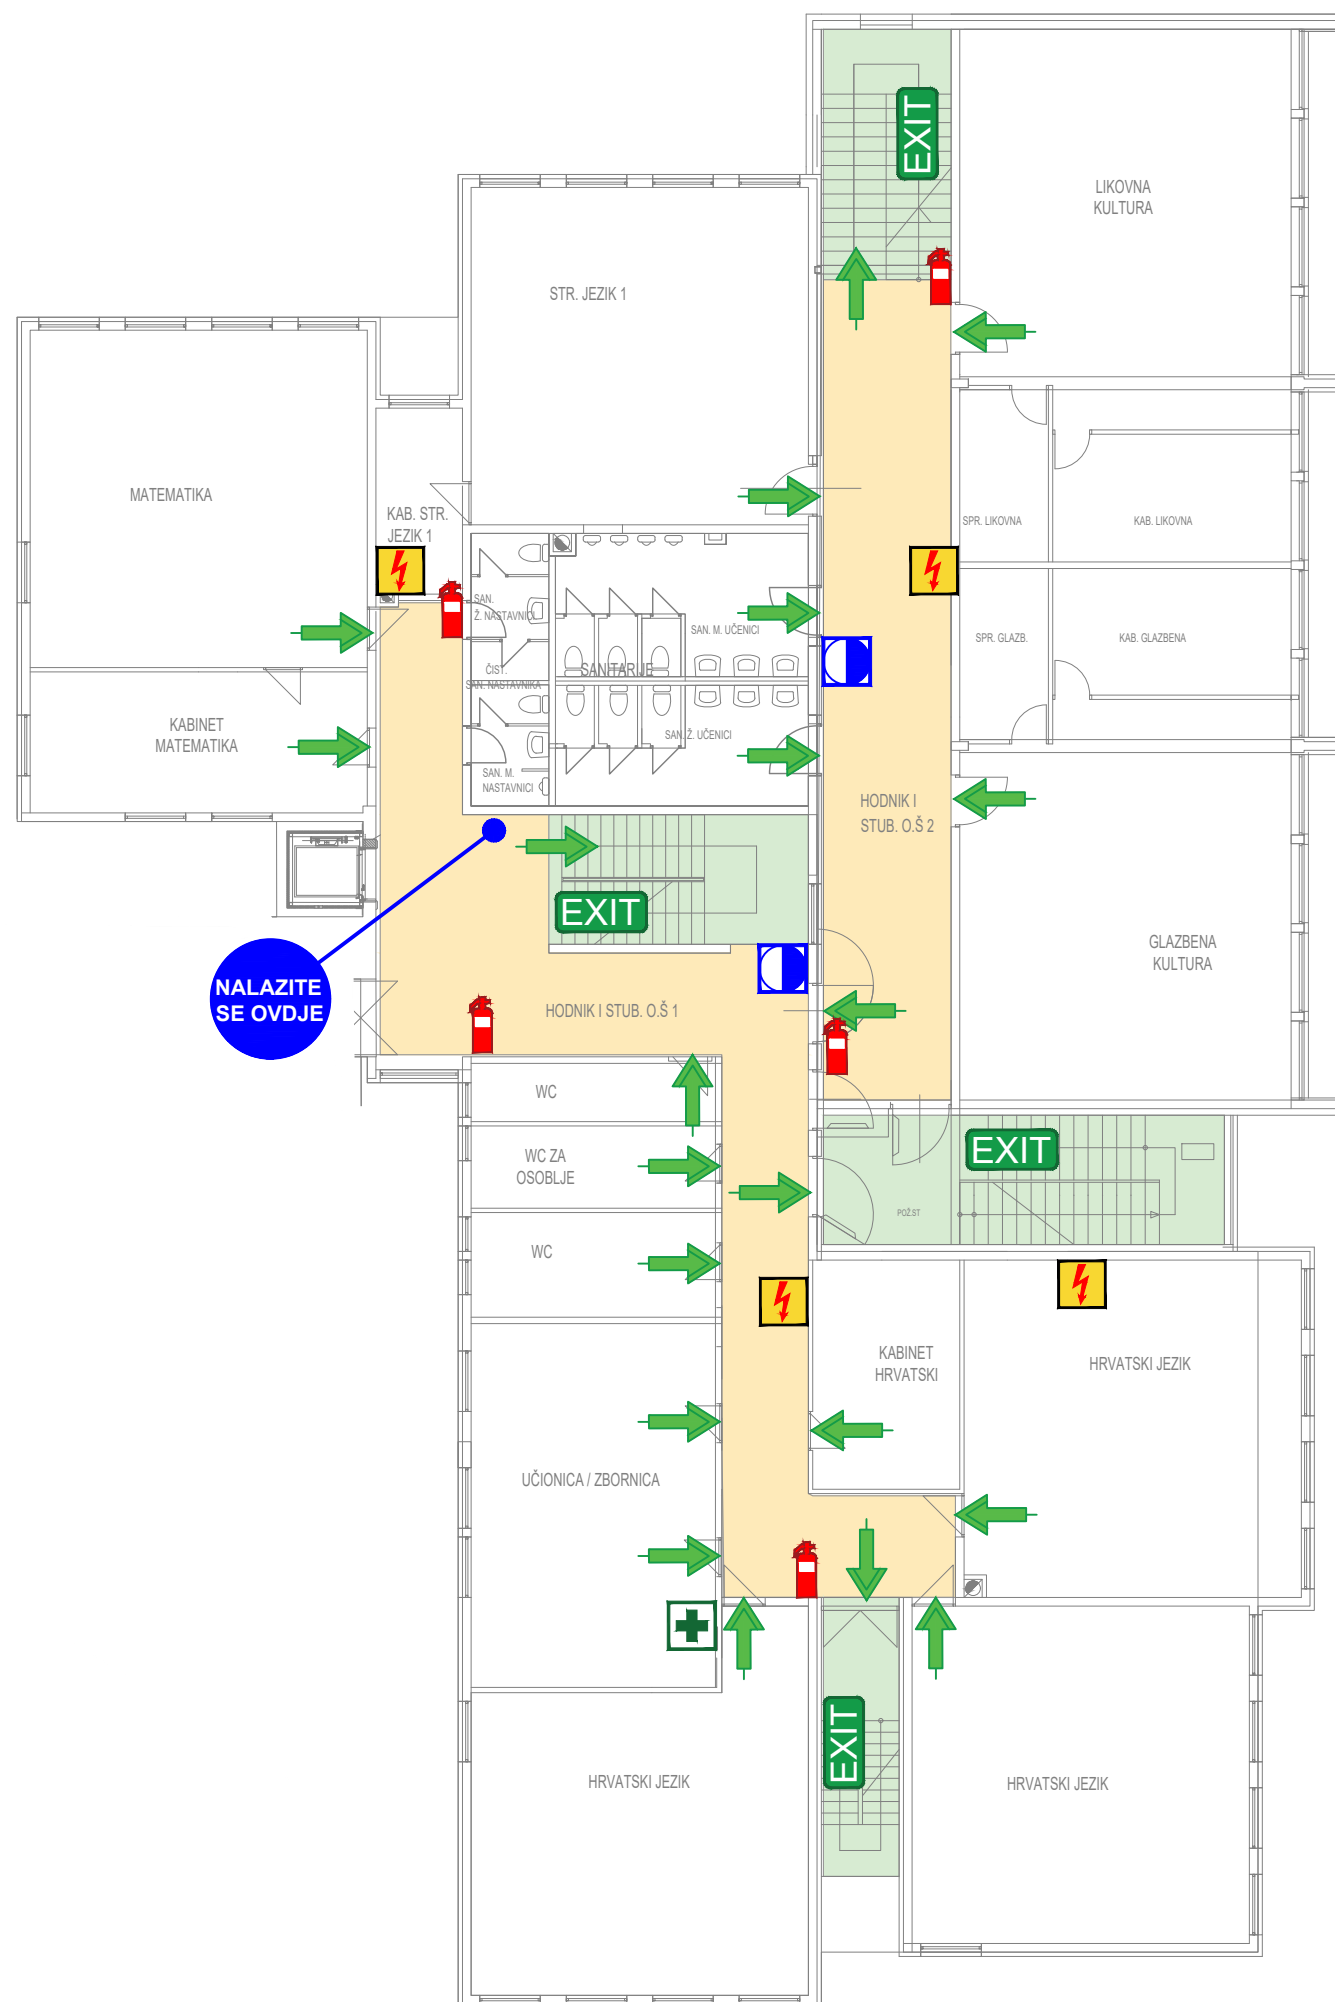 EXIT
LIKOVNA
KULTURA
STR. JEZIK 1
MATEMATIKA
KAB. STR.
JEZIK 1
SPR. LIKOVNA
KAB. LIKOVNA
SAN.
Ž. NASTAVNICI
SAN. M. UČENICI
SPR. GLAZB.
KAB. GLAZBENA
ČIST.
SANITARJE
SAN. NASTAVNIKA
KABINET
MATEMATIKA
SAN. Ž. UČENICI
SAN. M.
NASTAVNICI
HODNIK I
STUB. O.Š 2
EXIT
GLAZBENA
KULTURA
NALAZITE
SE OVDJE
HODNIK I STUB. O.Š 1
WC
EXIT
WC ZA
OSOBLJE
POŽ.ST
WC
KABINET
HRVATSKI
HRVATSKI JEZIK
UČIONICA / ZBORNICA
EXIT
HRVATSKI JEZIK
HRVATSKI JEZIK